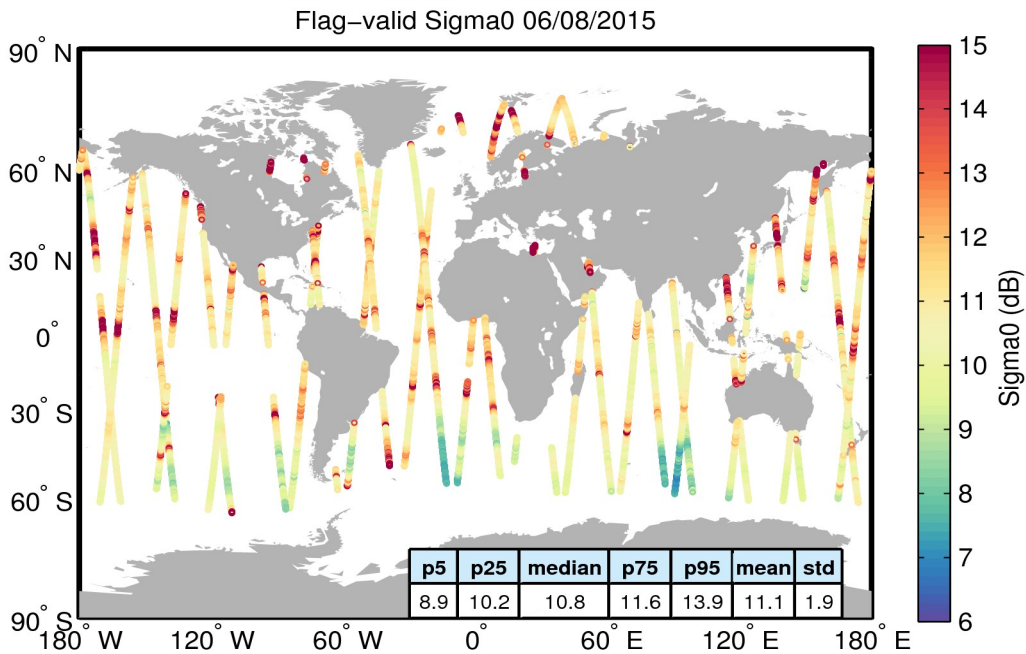 Flag−valid Sigma0 06/08/2015
90° N
60° N
30° N
0°
30° S
60° S
90° S
180° W
120° W
60° W
0°
60° E
120° E
180° E
p5 p25 median p75 p95 mean std
8.9 10.2 10.8 11.6 13.9 11.1 1.9
15
14
13
12
11
10
9
8
7
6
Sigma0 (dB)